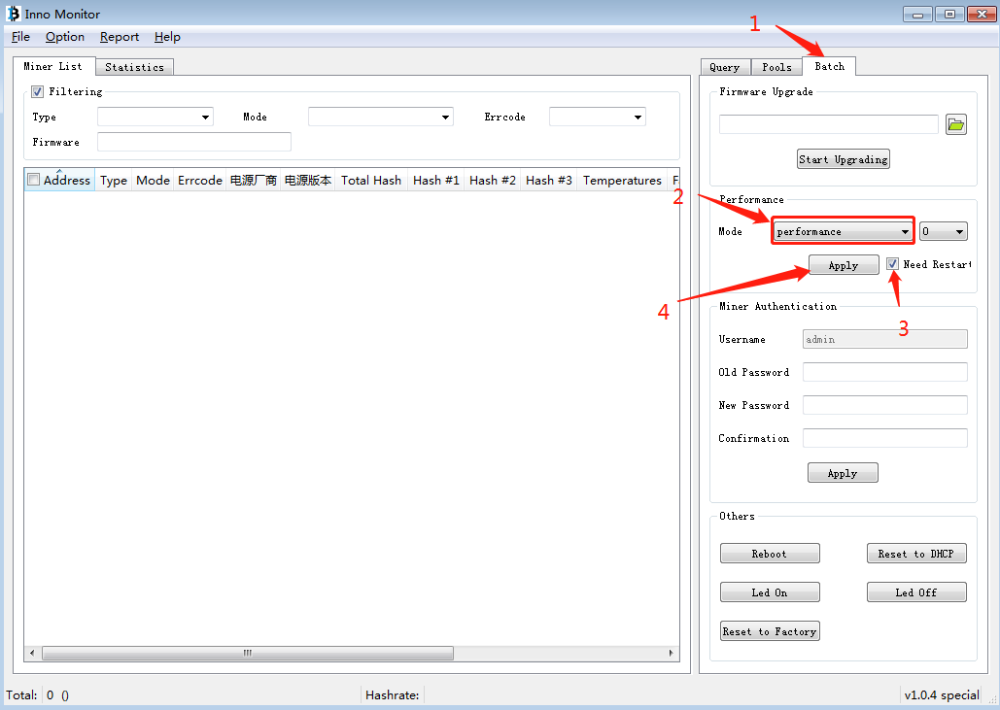 Inno Monitor
File Option Report Help
1
Miner List Statistics
Query Pools Batch
Filtering
Type Mode Errcode
Firmware
Address Type Mode Errcode 电源厂商 电源版本 Total Hash Hash #1 Hash #2 Hash #3 Temperatures F
Firmware Upgrade
Start Upgrading
2
Performance
Mode performance 0
Apply Need Restart
4
3
Miner Authentication
Username admin
Old Password
New Password
Confirmation
Apply
Others
Reboot Reset to DHCP
Led On Led Off
Reset to Factory
Total: 0 () Hashrate: v1.0.4 special